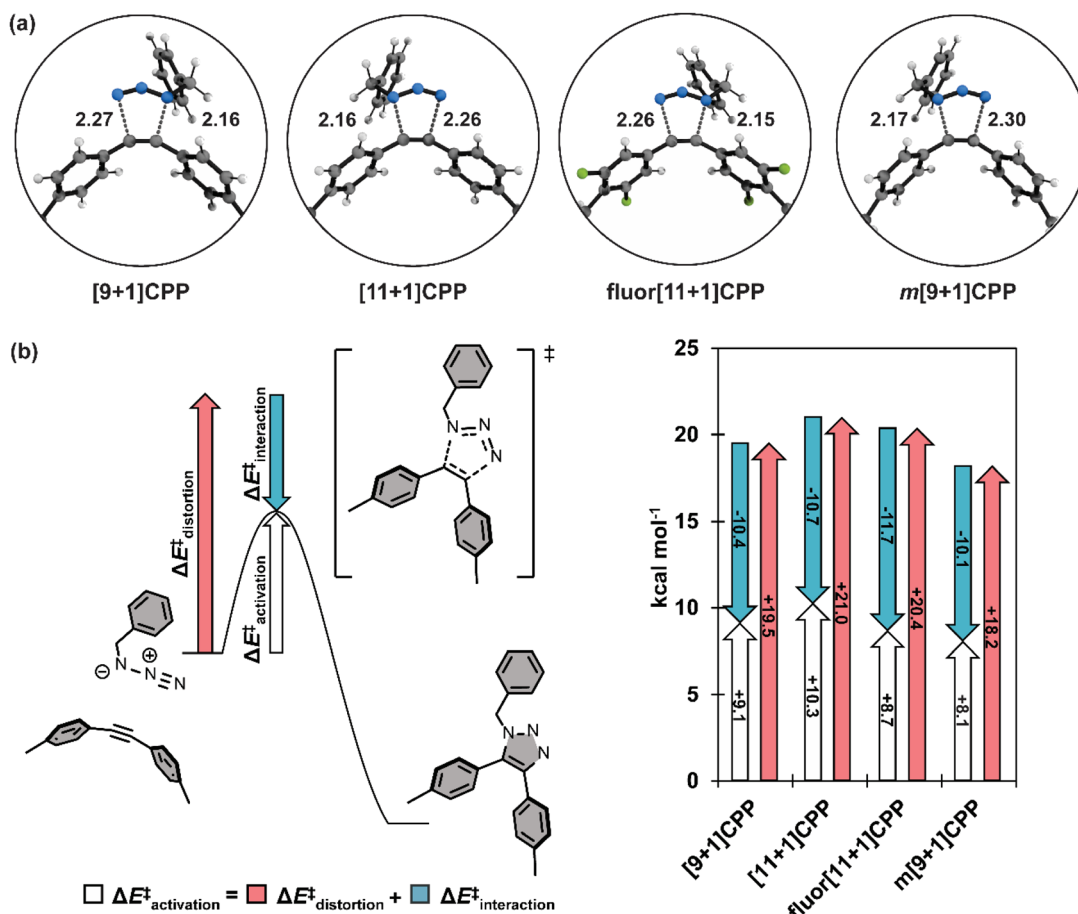 (a)
2.27
2.16
2.16
2.26
2.26
2.15
2.17
2.30
[9+1]CPP
[11+1]CPP
fluor[11+1]CPP
m[9+1]CPP
(b)
‡
N
N
N
ΔE‡distortion
ΔE‡interaction
ΔE‡activation
⊖
N
⊕
N
N
N
N
N
ΔE‡activation = ΔE‡distortion + ΔE‡interaction
kcal mol-1
25
20
15
10
5
0
-10.4
+9.1
+19.5
-10.7
+10.3
+21.0
-11.7
+8.7
+20.4
-10.1
+8.1
+18.2
[9+1]CPP
[11+1]CPP
fluor[11+1]CPP
m[9+1]CPP